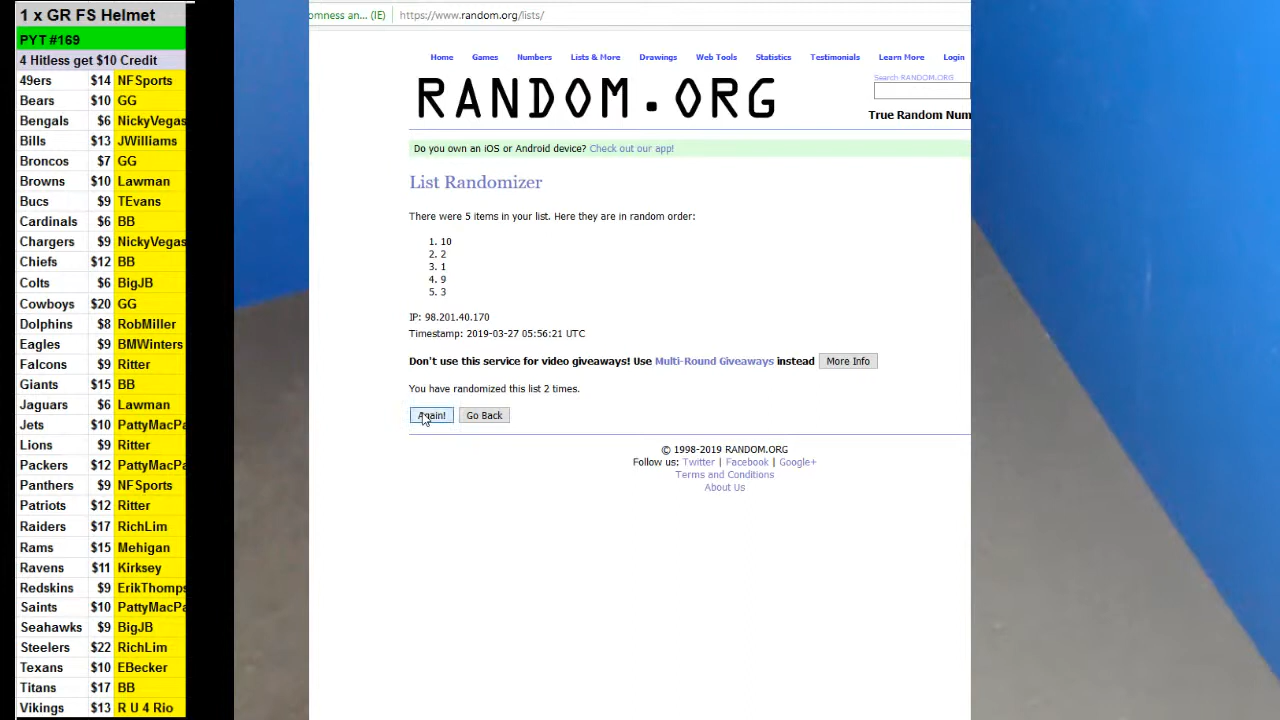 1 x GR FS Helmet
PYT #169
4 Hitless get $10 Credit
49ers $14 NFSports
Bears $10 GG
Bengals $6 NickyVegas
Bills $13 JWilliams
Broncos $7 GG
Browns $10 Lawman
Bucs $9 TEvans
Cardinals $6 BB
Chargers $9 NickyVegas
Chiefs $12 BB
Colts $6 BigJB
Cowboys $20 GG
Dolphins $8 RobMiller
Eagles $9 BMWinters
Falcons $9 Ritter
Giants $15 BB
Jaguars $6 Lawman
Jets $10 PattyMacPa
Lions $9 Ritter
Packers $12 PattyMacPa
Panthers $9 NFSports
Patriots $12 Ritter
Raiders $17 RichLim
Rams $15 Mehigan
Ravens $11 Kirksey
Redskins $9 ErikThomps
Saints $10 PattyMacPa
Seahawks $9 BigJB
Steelers $22 RichLim
Texans $10 EBecker
Titans $17 BB
Vikings $13 R U 4 Rio
omness an... (IE) https://www.random.org/lists/
Home Games Numbers Lists & More Drawings Web Tools Statistics Testimonials Learn More Login
Search RANDOM.ORG
RANDOM.ORG
True Random Num
Do you own an iOS or Android device? Check out our app!
List Randomizer
There were 5 items in your list. Here they are in random order:
1. 10
2. 2
3. 1
4. 9
5. 3
IP: 98.201.40.170
Timestamp: 2019-03-27 05:56:21 UTC
Don't use this service for video giveaways! Use Multi-Round Giveaways instead More Info
You have randomized this list 2 times.
Again! Go Back
© 1998-2019 RANDOM.ORG
Follow us: Twitter | Facebook | Google+
Terms and Conditions
About Us